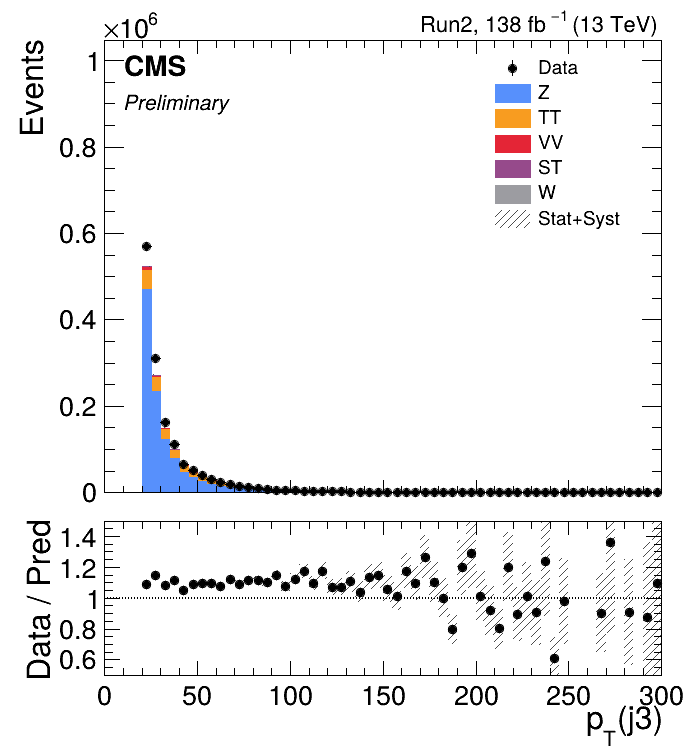 ×10⁶
Run2, 138 fb⁻¹ (13 TeV)
CMS
Preliminary
Events
1
0.8
0.6
0.4
0.2
0
Data
Z
TT
VV
ST
W
Stat+Syst
Data / Pred
1.4
1.2
1
0.8
0.6
0 50 100 150 200 250 300
p_T(j3)